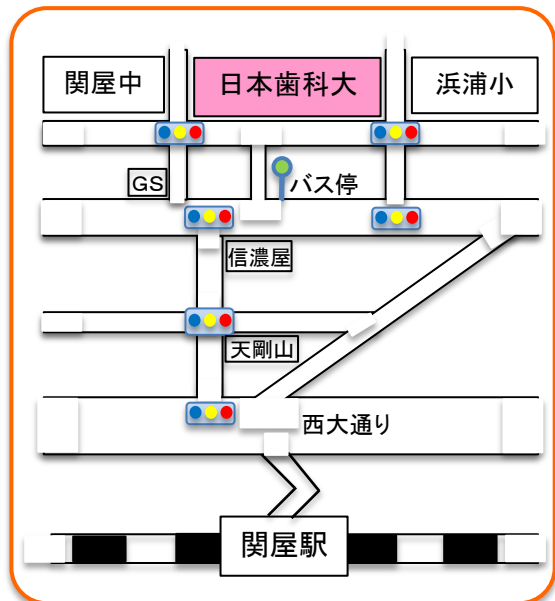 関屋中
日本歯科大
浜浦小
GS
バス停
信濃屋
天剛山
西大通り
関屋駅